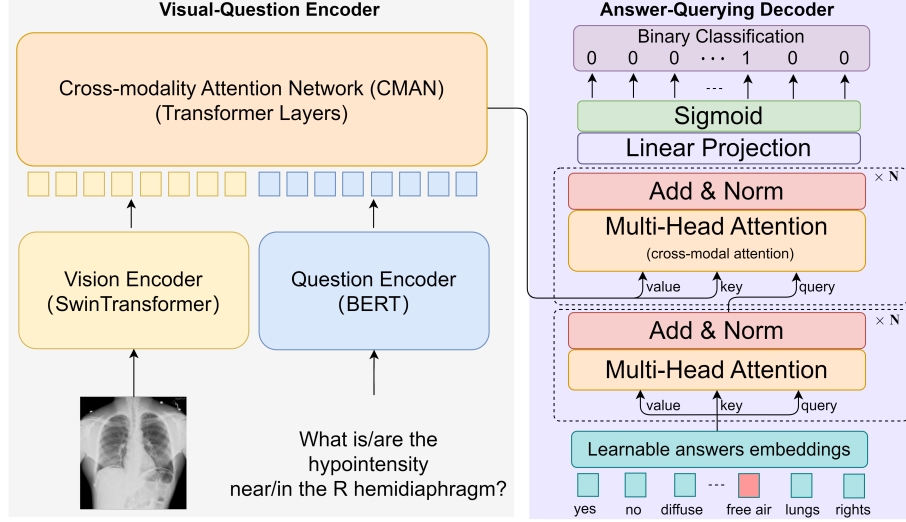 Visual-Question Encoder
Cross-modality Attention Network (CMAN)
(Transformer Layers)
Vision Encoder
(SwinTransformer)
Question Encoder
(BERT)
What is/are the
hypointensity
near/in the R hemidiaphragm?
Answer-Querying Decoder
Binary Classification
0 0 0 ··· 1 0 0
---
Sigmoid
Linear Projection
× N
Add & Norm
Multi-Head Attention
(cross-modal attention)
value key query
× N
Add & Norm
Multi-Head Attention
value key query
Learnable answers embeddings
---
yes no diffuse free air lungs rights